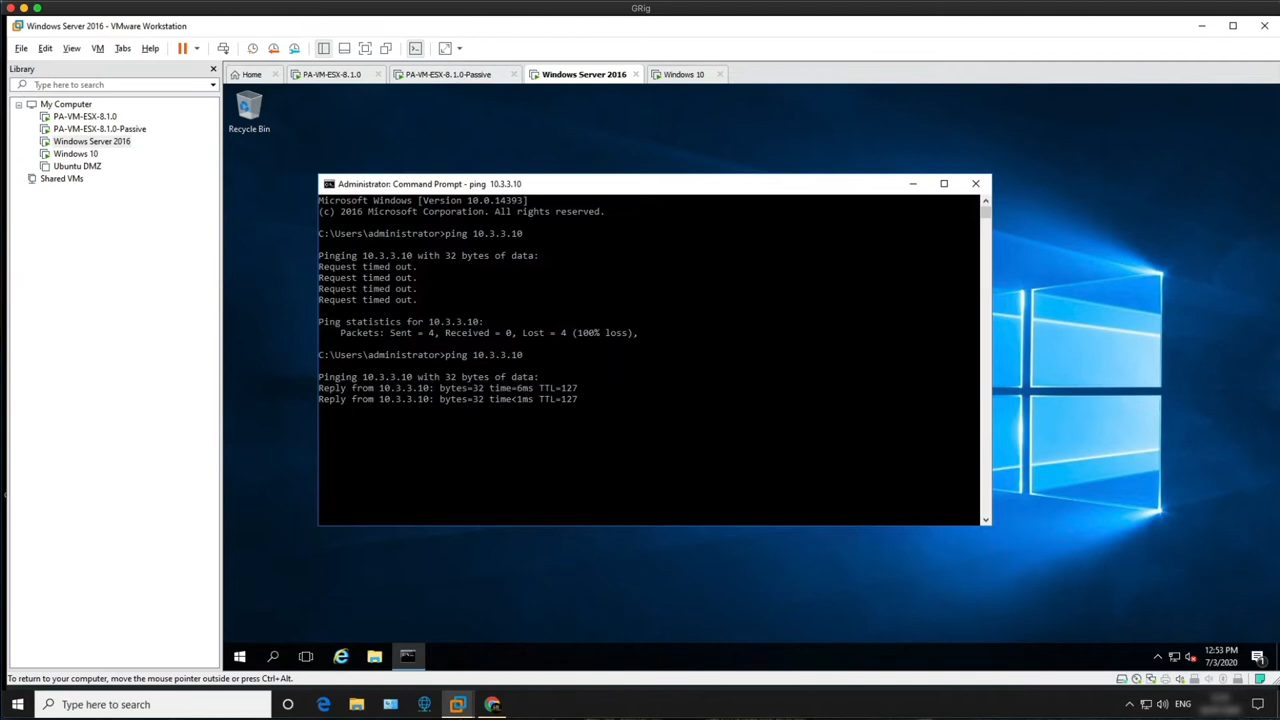 GRig
Windows Server 2016 - VMware Workstation
File Edit View VM Tabs Help
Library
Type here to search
My Computer
PA-VM-ESX-8.1.0
PA-VM-ESX-8.1.0-Passive
Windows Server 2016
Windows 10
Ubuntu DMZ
Shared VMs
Home
PA-VM-ESX-8.1.0
PA-VM-ESX-8.1.0-Passive
Windows Server 2016
Windows 10
Recycle Bin
Administrator: Command Prompt - ping 10.3.3.10
Microsoft Windows [Version 10.0.14393]
(c) 2016 Microsoft Corporation. All rights reserved.
C:\Users\administrator>ping 10.3.3.10
Pinging 10.3.3.10 with 32 bytes of data:
Request timed out.
Request timed out.
Request timed out.
Request timed out.
Ping statistics for 10.3.3.10:
Packets: Sent = 4, Received = 0, Lost = 4 (100% loss),
C:\Users\administrator>ping 10.3.3.10
Pinging 10.3.3.10 with 32 bytes of data:
Reply from 10.3.3.10: bytes=32 time=6ms TTL=127
Reply from 10.3.3.10: bytes=32 time<1ms TTL=127
12:53 PM
7/3/2020
To return to your computer, move the mouse pointer outside or press Ctrl+Alt.
Type here to search
ENG